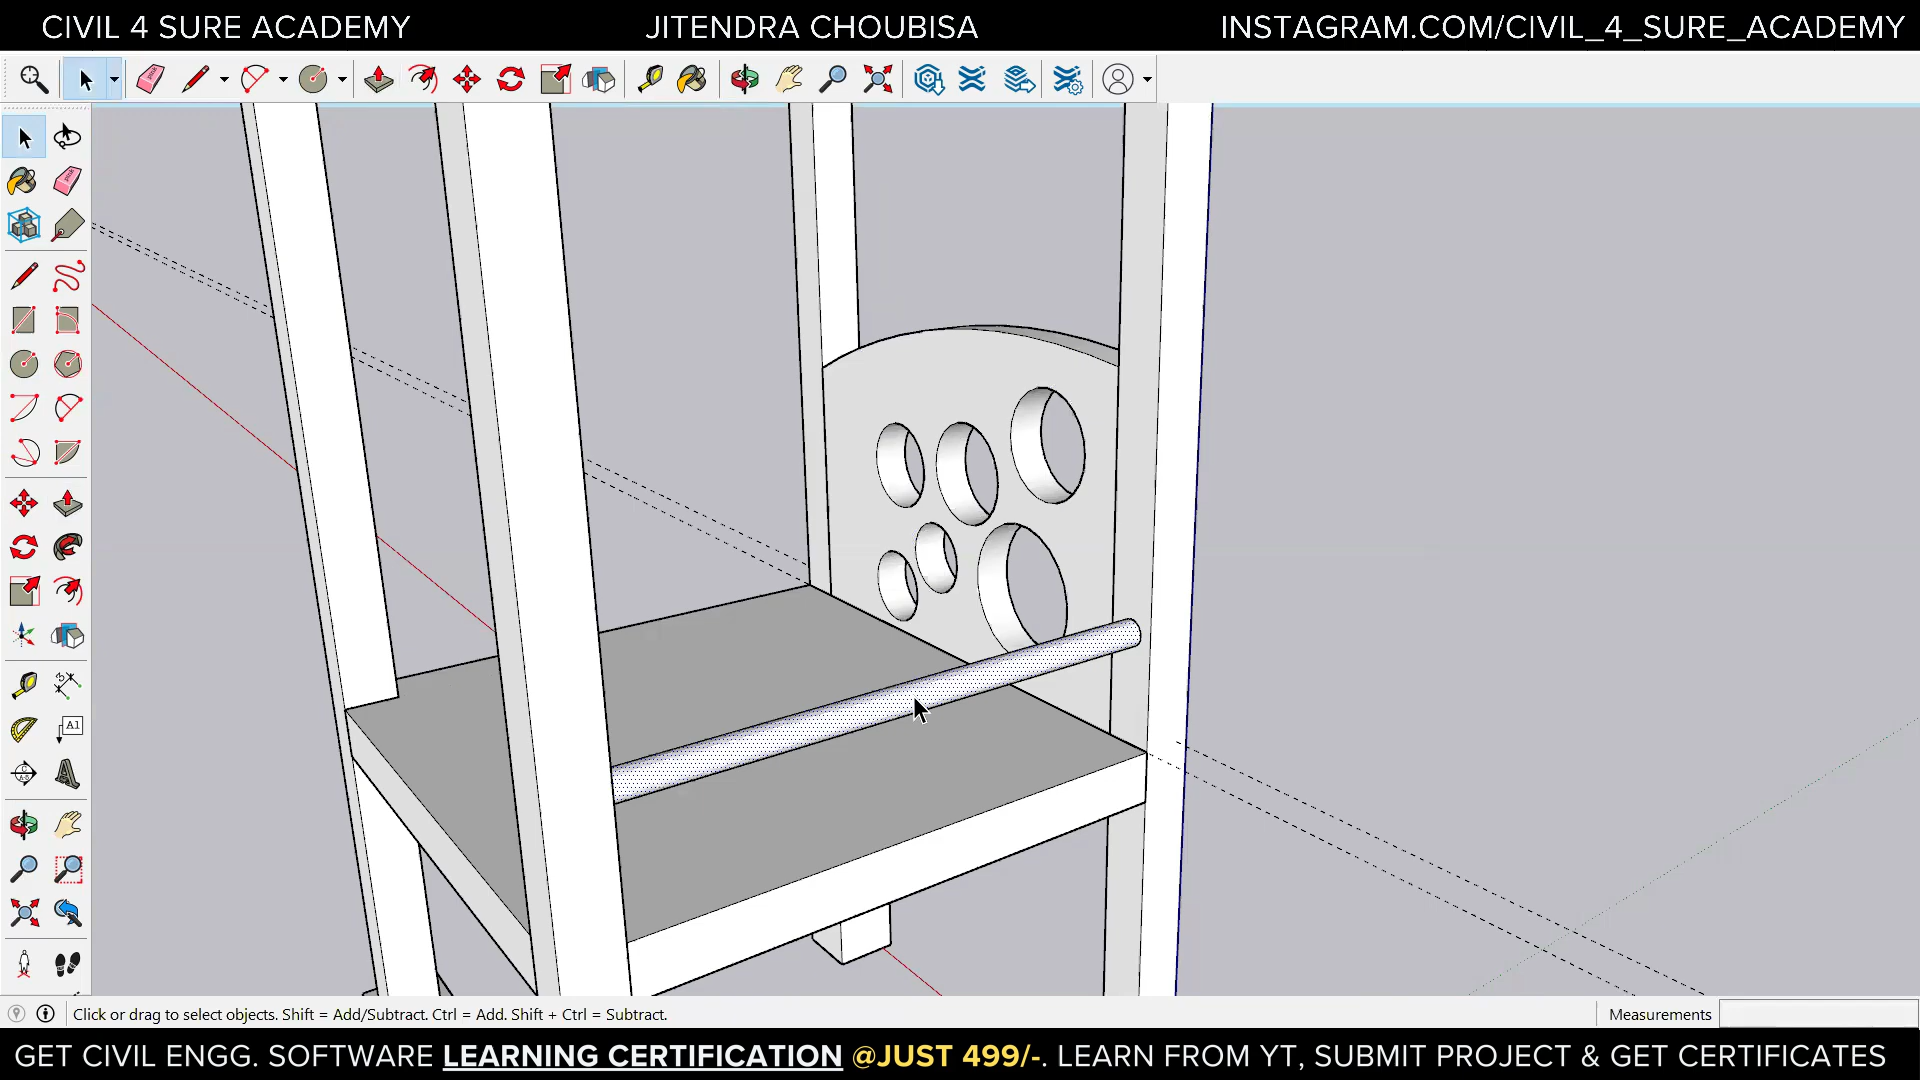 CIVIL 4 SURE ACADEMY JITENDRA CHOUBISA INSTAGRAM.COM/CIVIL_4_SURE_ACADEMY
A1
Click or drag to select objects. Shift = Add/Subtract. Ctrl = Add. Shift + Ctrl = Subtract. Measurements
GET CIVIL ENGG. SOFTWARE LEARNING CERTIFICATION @JUST 499/-. LEARN FROM YT, SUBMIT PROJECT & GET CERTIFICATES